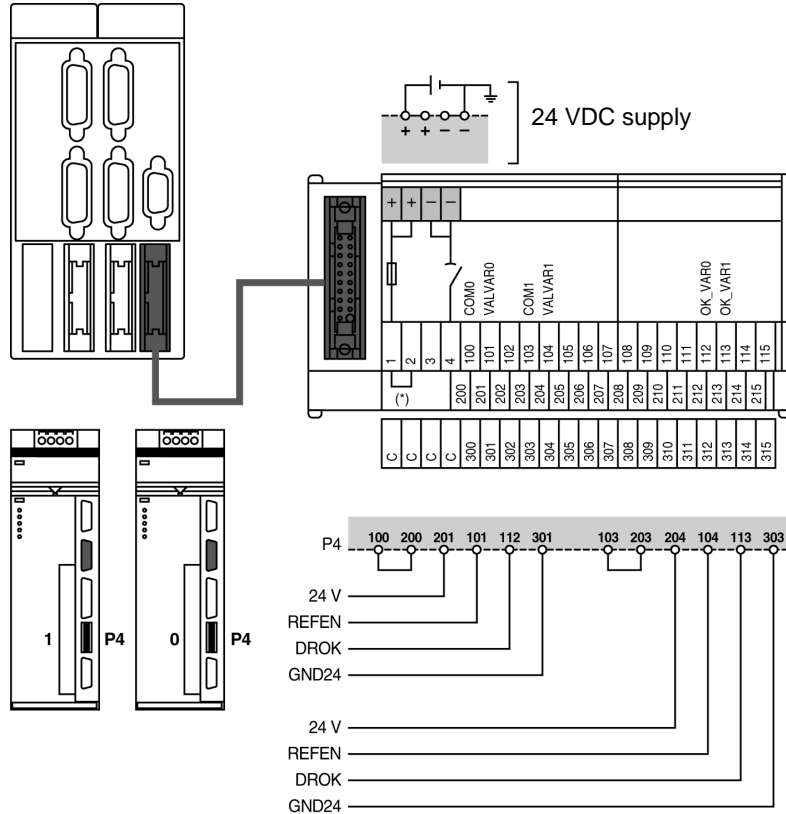 24 VDC supply
+ + − −
+ + − −
COM0
VALVAR0
COM1
VALVAR1
OK_VAR0
OK_VAR1
1 2 3 4 100 101 102 103 104 105 106 107 108 109 110 111 112 113 114 115
(*) 200 201 202 203 204 205 206 207 208 209 210 211 212 213 214 215
C C C C 300 301 302 303 304 305 306 307 308 309 310 311 312 313 314 315
1 P4 0 P4
P4 100 200 201 101 112 301 103 203 204 104 113 303
24 V
REFEN
DROK
GND24
24 V
REFEN
DROK
GND24